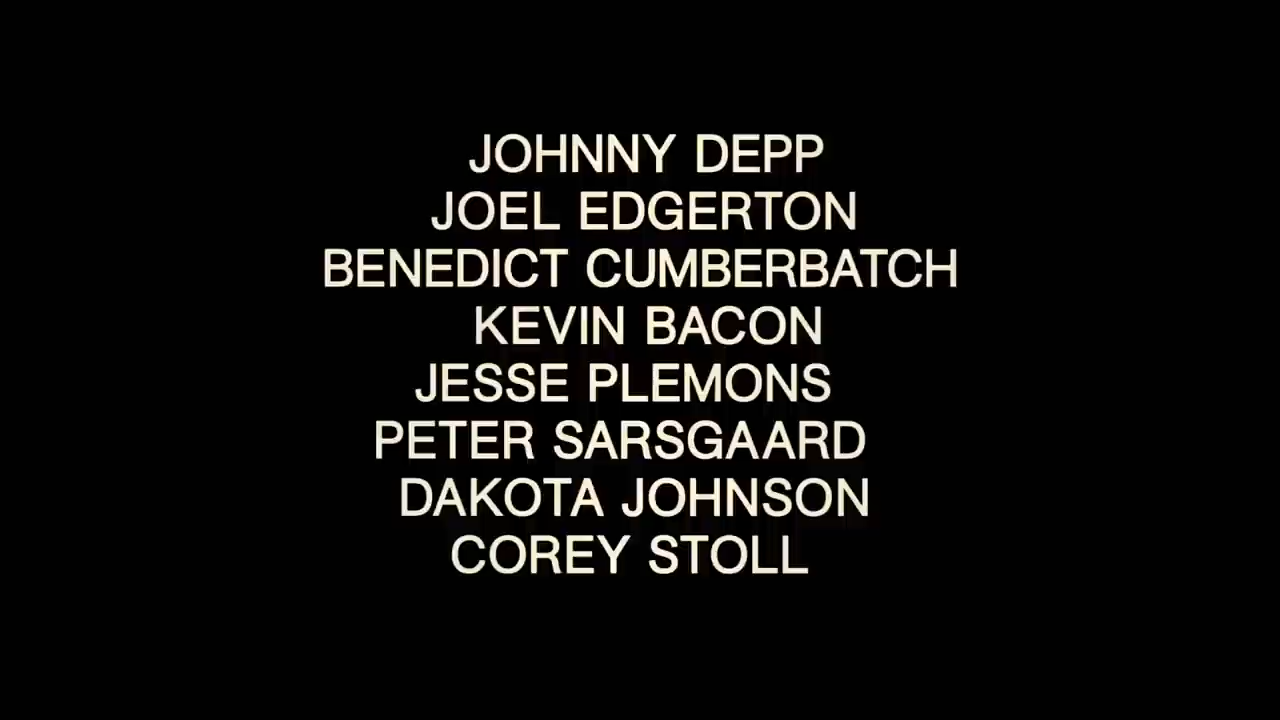 JOHNNY DEPP
JOEL EDGERTON
BENEDICT CUMBERBATCH
KEVIN BACON
JESSE PLEMONS
PETER SARSGAARD
DAKOTA JOHNSON
COREY STOLL